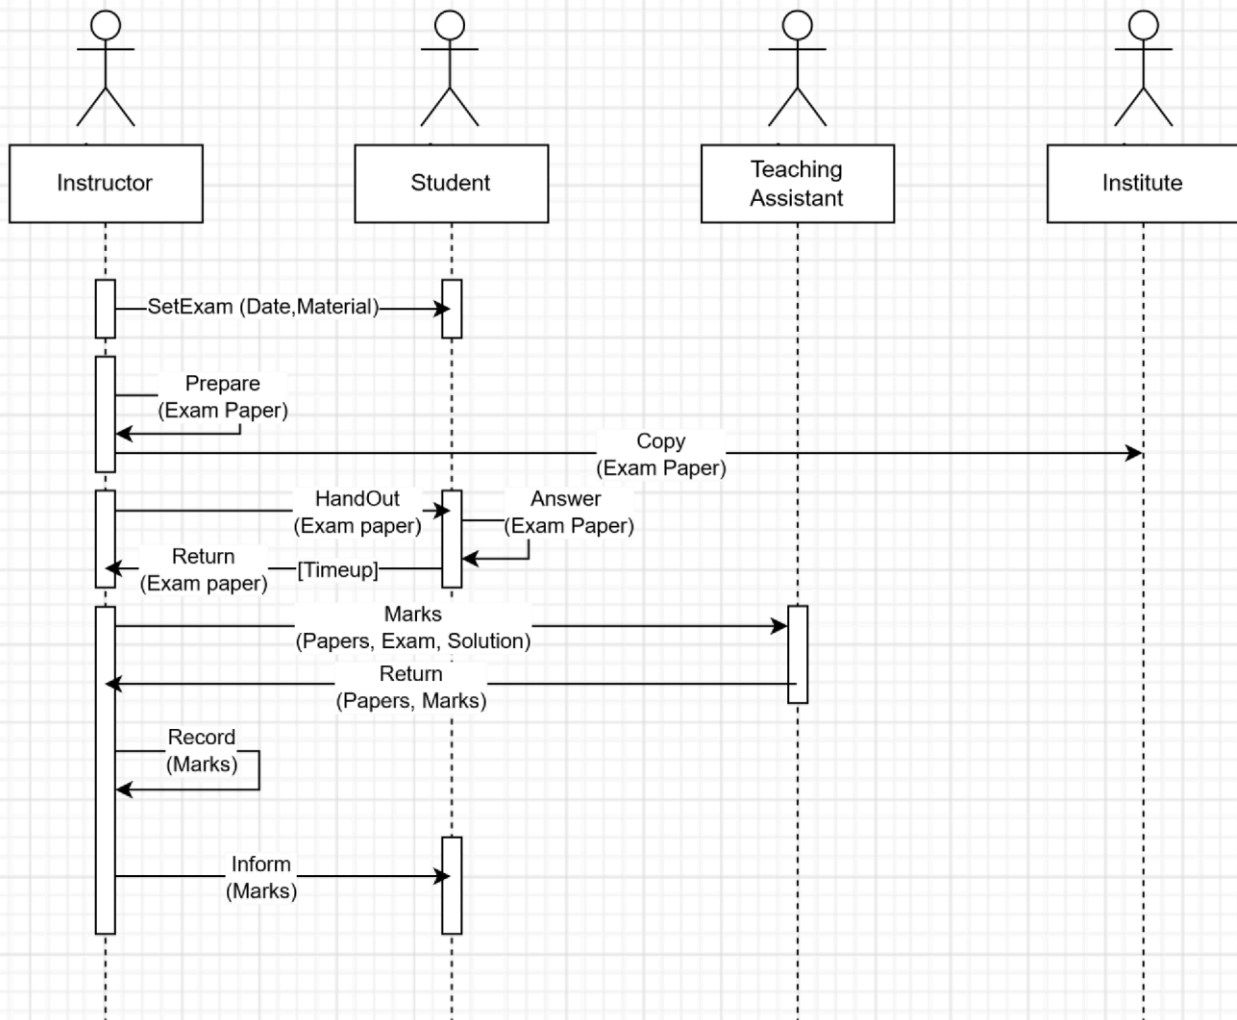 Instructor
Student
Teaching
Assistant
Institute
SetExam (Date,Material)
Prepare
(Exam Paper)
Copy
(Exam Paper)
HandOut
(Exam paper)
Answer
(Exam Paper)
Return
(Exam paper)
[Timeup]
Marks
(Papers, Exam, Solution)
Return
(Papers, Marks)
Record
(Marks)
Inform
(Marks)